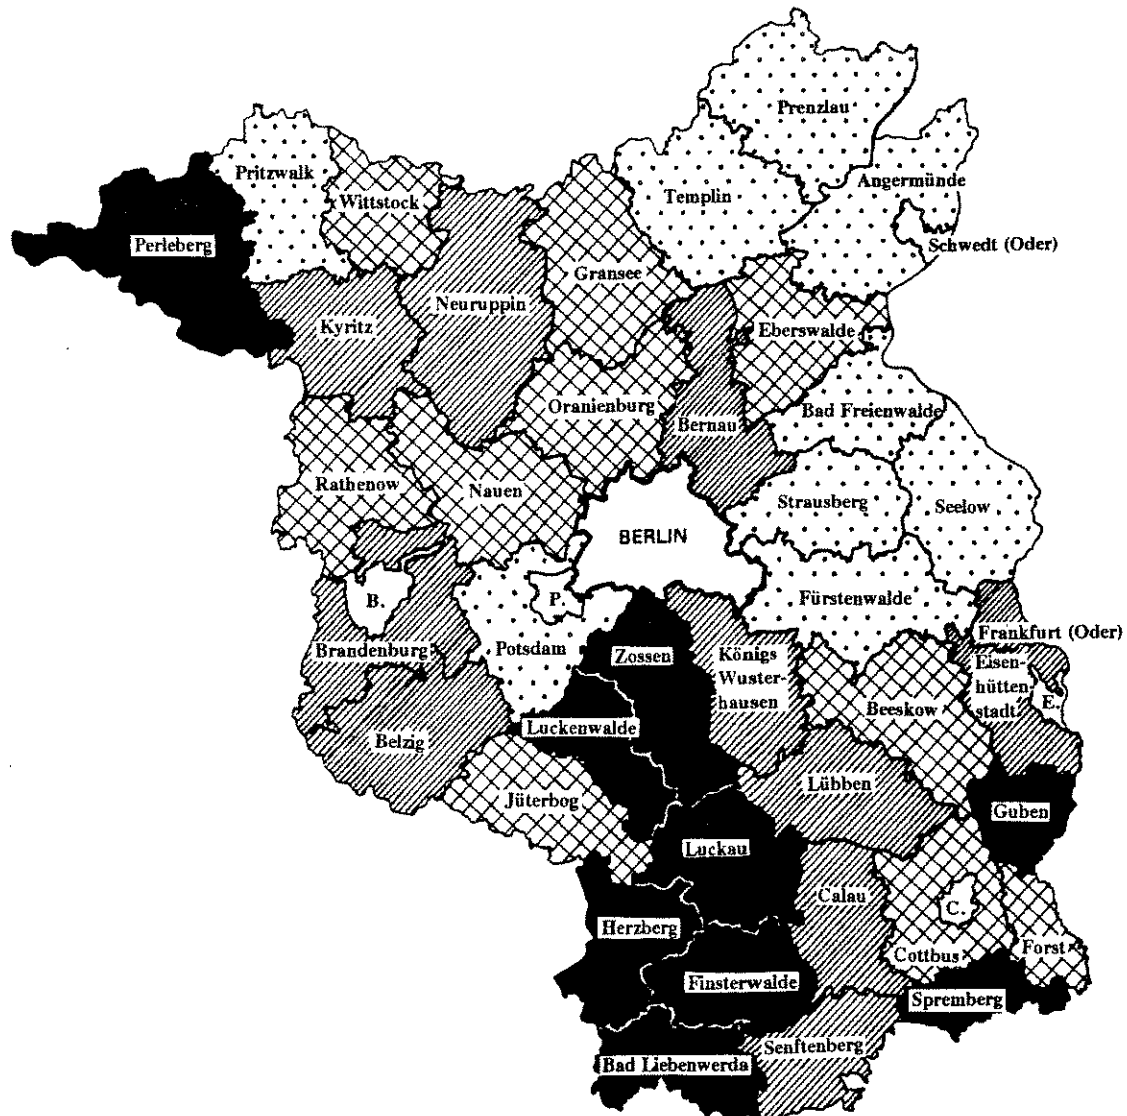 Prenzlau
Pritzwalk
Angermünde
Wittstock
Templin
Perleberg
Schwedt (Oder)
Gransee
Neuruppin
Kyritz
Eberswalde
Oranienburg
Bad Freienwalde
Bernau
Rathenow
Nauen
Strausberg
Seelow
BERLIN
B.
P.
Fürstenwalde
Frankfurt (Oder)
Brandenburg
Potsdam
Zossen
Königs
Wuster-
hausen
Eisen-
hütten-
stadt
E.
Beeskow
Luckenwalde
Belzig
Lübben
Jüterbog
Guben
Luckau
Calau
C.
Herzberg
Cottbus
Forst
Finsterwalde
Spremberg
Senftenberg
Bad Liebenwerda